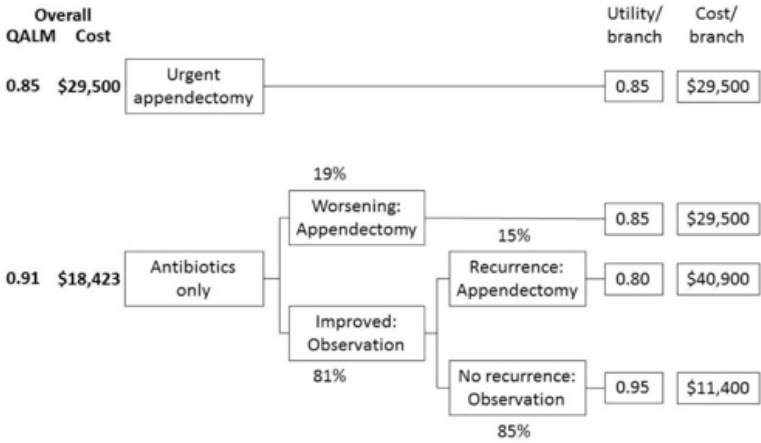 Overall
QALM Cost
Utility/ Cost/
branch branch
0.85 $29,500
Urgent
appendectomy
0.85
$29,500
19%
Worsening:
Appendectomy
0.85
$29,500
15%
0.91 $18,423
Antibiotics
only
Recurrence:
Appendectomy
0.80
$40,900
Improved:
Observation
81%
No recurrence:
Observation
0.95
$11,400
85%